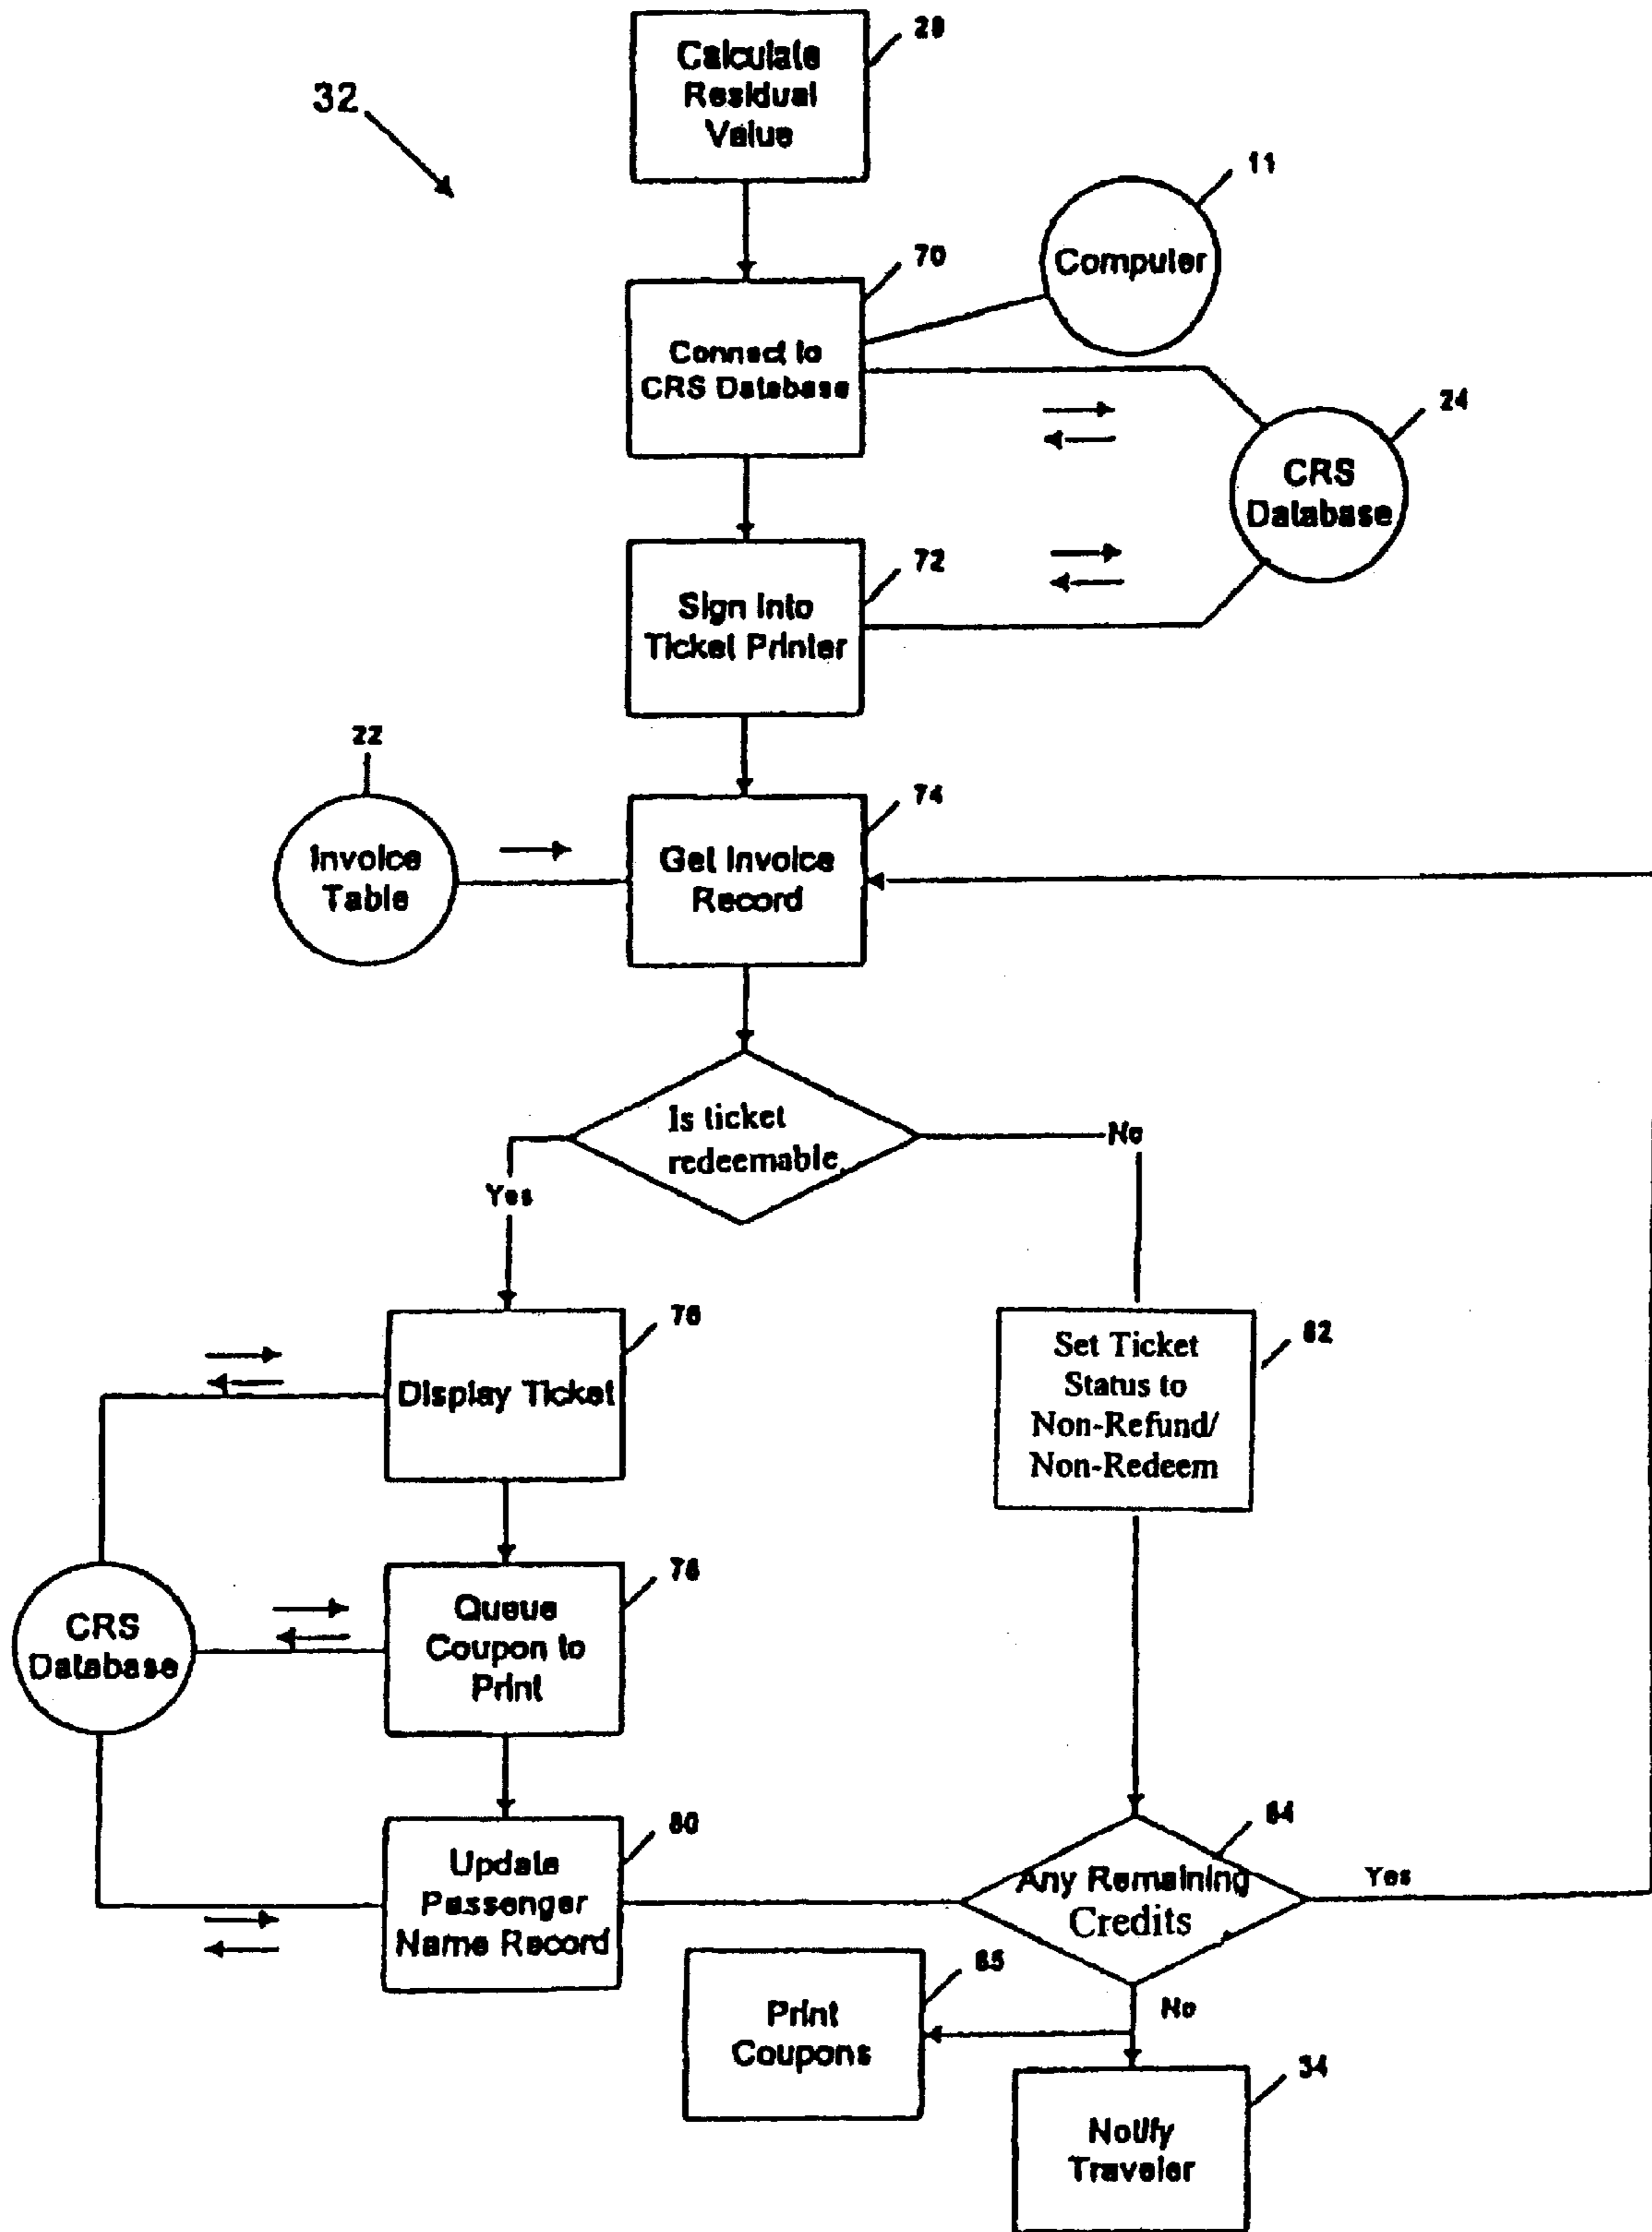 28
Calculate
Residual
Value
32
11
Computer
70
Connect to
CRS Database
24
CRS
Database
72
Sign into
Ticket Printer
22
Invoice
Table
74
Get Invoice
Record
Is ticket
redeemable
No
Yes
76
Display Ticket
82
Set Ticket
Status to
Non-Refund/
Non-Redeem
78
Queue
Coupon to
Print
CRS
Database
80
Update
Passenger
Name Record
84
Any Remaining
Credits
Yes
No
85
Print
Coupons
34
Notify
Traveler